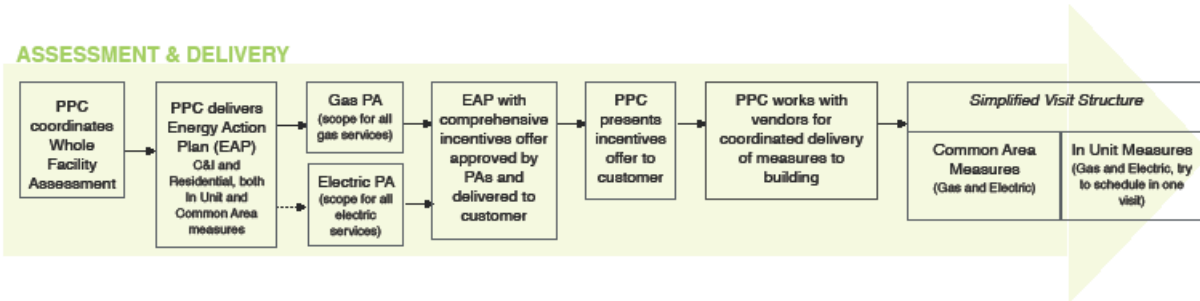 ASSESSMENT & DELIVERY
PPC
coordinates
Whole
Facility
Assessment
PPC delivers
Energy Action
Plan (EAP)
C&I and
Residential, both
In Unit and
Common Area
measures
Gas PA
(scope for all
gas services)
Electric PA
(scope for all
electric
services)
EAP with
comprehensive
incentives offer
approved by
PAs and
delivered to
customer
PPC
presents
incentives
offer to
customer
PPC works with
vendors for
coordinated delivery
of measures to
building
Simplified Visit Structure
Common Area
Measures
(Gas and Electric)
In Unit Measures
(Gas and Electric, try
to schedule in one
visit)